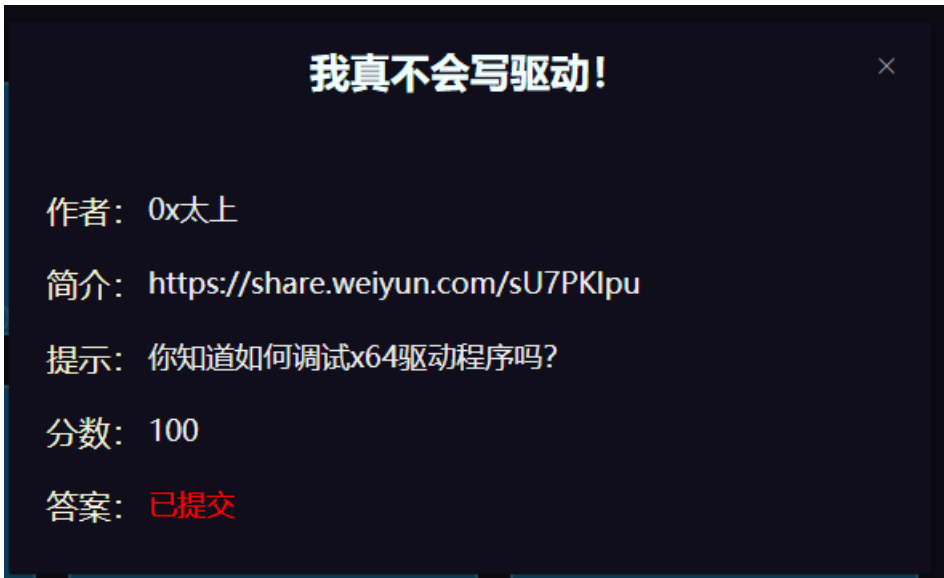 我真不会写驱动!
作者: 0x太上
简介: https://share.weiyun.com/sU7PKIpu
提示: 你知道如何调试x64驱动程序吗?
分数: 100
答案: 已提交